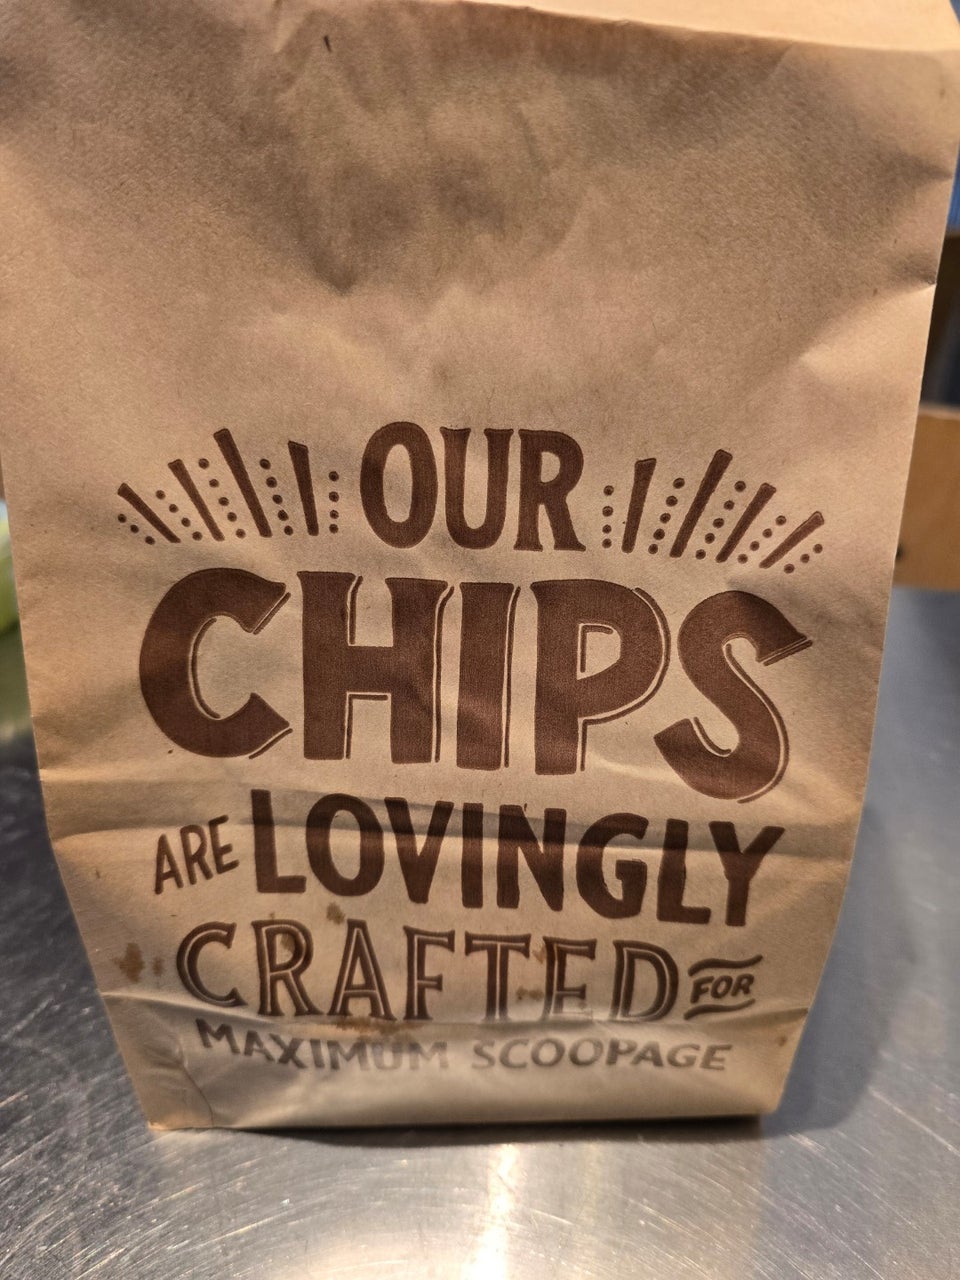 OUR
CHIPS
ARE LOVINGLY
CRAFTED FOR
MAXIMUM SCOOPAGE